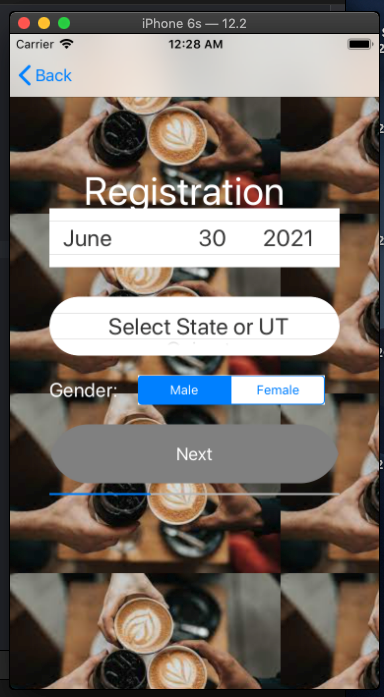 iPhone 6s — 12.2
Carrier 12:28 AM
Back
Registration
June 30 2021
Select State or UT
Gender: Male Female
Next